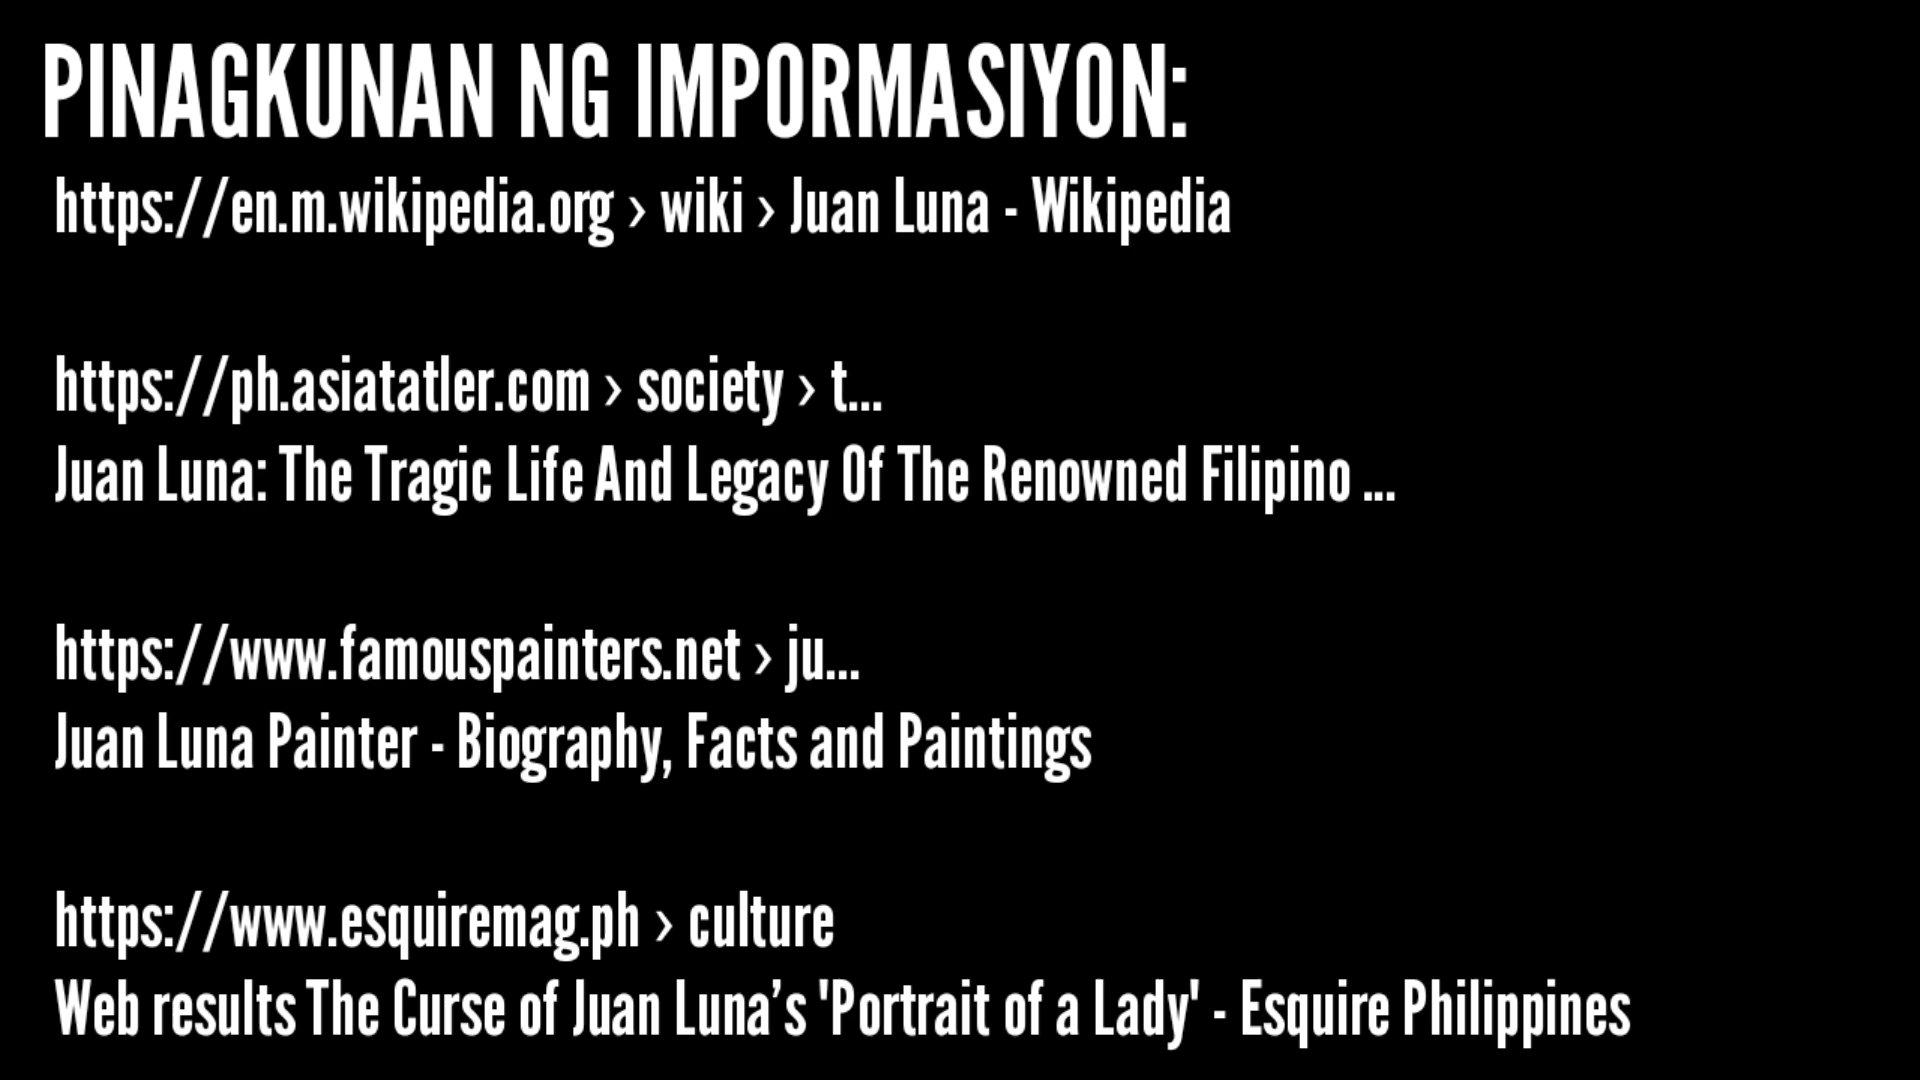 PINAGKUNAN NG IMPORMASIYON:
https://en.m.wikipedia.org › wiki › Juan Luna - Wikipedia
https://ph.asiatatler.com › society › t...
Juan Luna: The Tragic Life And Legacy Of The Renowned Filipino ...
https://www.famouspainters.net › ju...
Juan Luna Painter - Biography, Facts and Paintings
https://www.esquiremag.ph › culture
Web results The Curse of Juan Luna’s 'Portrait of a Lady' - Esquire Philippines